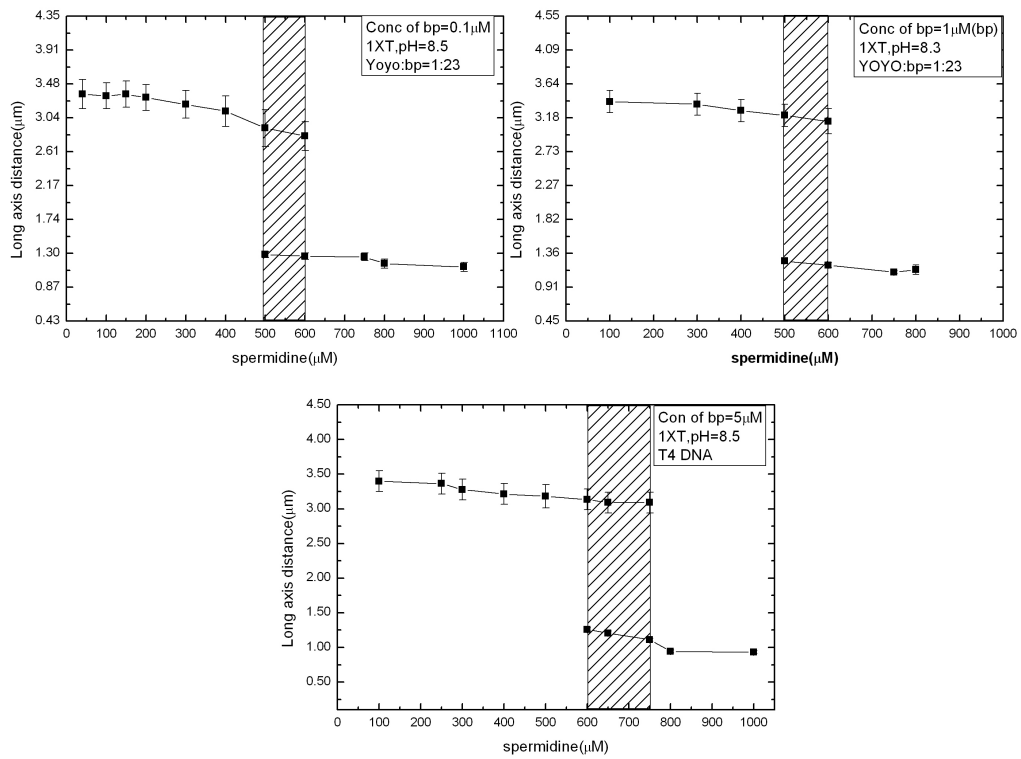 4.35
3.91
3.48
3.04
2.61
2.17
1.74
1.30
0.87
0.43
Long axis distance(μm)
0 100 200 300 400 500 600 700 800 900 1000 1100
spermidine(μM)
Conc of bp=0.1μM
1XT,pH=8.5
Yoyo:bp=1:23
4.55
4.09
3.64
3.18
2.73
2.27
1.82
1.36
0.91
0.45
Long axis distance(μm)
0 100 200 300 400 500 600 700 800 900 1000
spermidine(μM)
Conc of bp=1μM(bp)
1XT,pH=8.3
YOYO:bp=1:23
4.50
4.00
3.50
3.00
2.50
2.00
1.50
1.00
0.50
Long axis distance(μm)
0 100 200 300 400 500 600 700 800 900 1000
spermidine(μM)
Con of bp=5μM
1XT,pH=8.5
T4 DNA